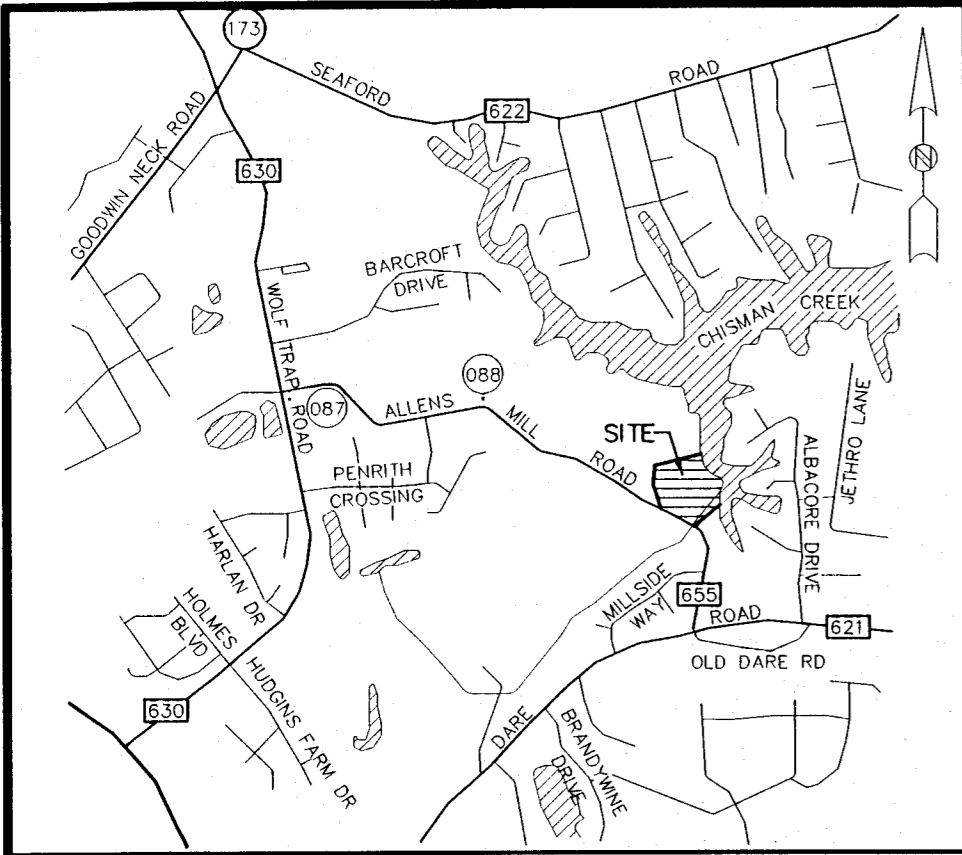 173
SEAFORD ROAD
622
GOODWIN NECK ROAD
630
N
BARCROFT
DRIVE
CHISMAN CREEK
WOLF TRAP ROAD
088
087
ALLENS MILL ROAD
SITE
PENRITH
CROSSING
JETHRO LANE
ALBACORE DRIVE
HARLAN DR
HOLMES
BLVD
MILLSIDE
WAY
655
DARE ROAD
621
OLD DARE RD
HUDGINS FARM DR
630
BRANDYWINE
DRIVE